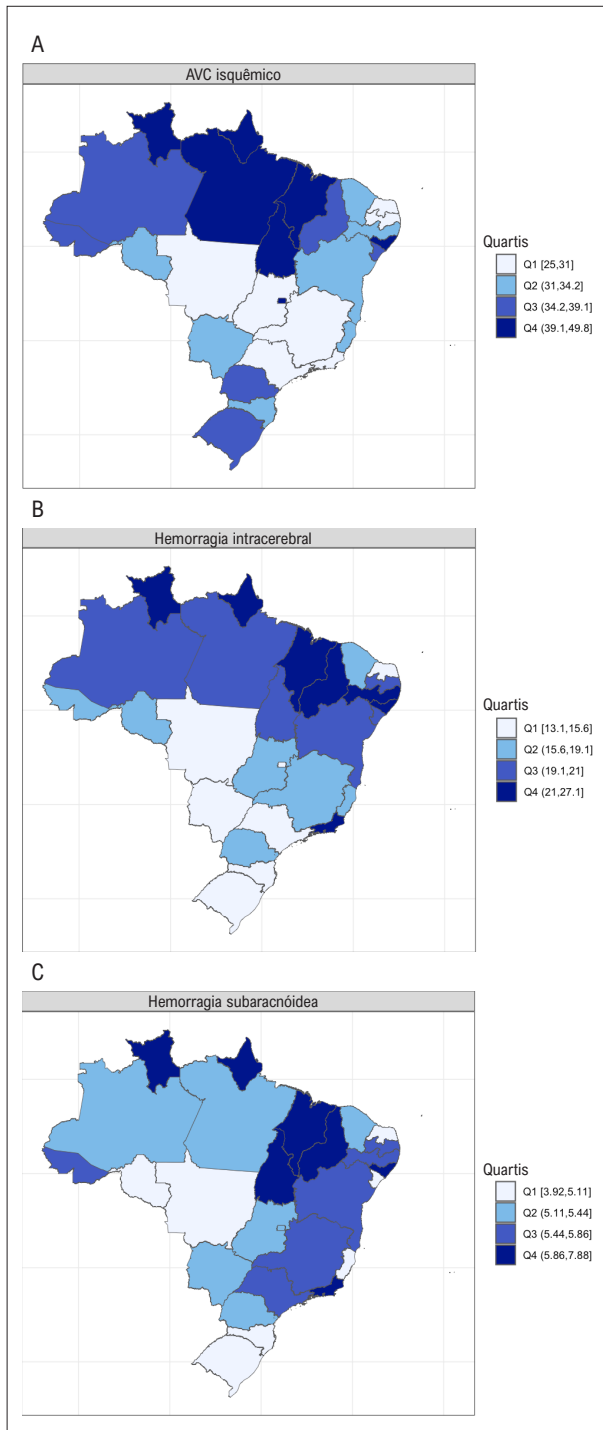 A
AVC isquêmico
Quartis
Q1 [25,31]
Q2 (31,34.2]
Q3 (34.2,39.1]
Q4 (39.1,49.8]
B
Hemorragia intracerebral
Quartis
Q1 [13.1,15.6]
Q2 (15.6,19.1]
Q3 (19.1,21]
Q4 (21,27.1]
C
Hemorragia subaracnóidea
Quartis
Q1 [3.92,5.11]
Q2 (5.11,5.44]
Q3 (5.44,5.86]
Q4 (5.86,7.88]